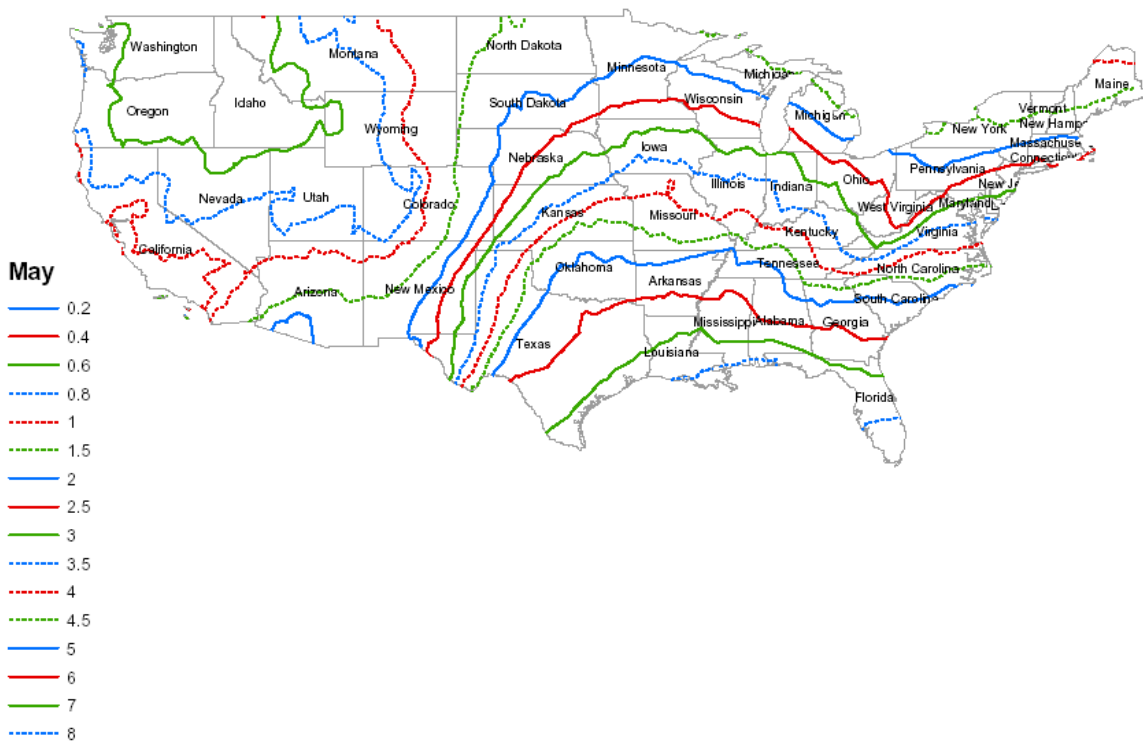 Washington
Montana
North Dakota
Minnesota
Michigan
Maine
Oregon
Idaho
South Dakota
Wisconsin
Michigun
Vermont
New Hamp
New York
Wyoming
Massachuse
Connection
Nebraska
Iowa
Pennsylvania
Nevada
Utah
Colorado
Kansas
Illinois
Indiana
Ohio
New J
West Virginia
Maryland
Missouri
Kentucky
Virginia
California
Arizona
New Mexico
Oklahoma
Arkansas
Tennessee
North Carolina
South Caroline
Texas
Mississippi
Alabama
Georgia
Louisiana
Florida
May
0.2
0.4
0.6
0.8
1
1.5
2
2.5
3
3.5
4
4.5
5
6
7
8